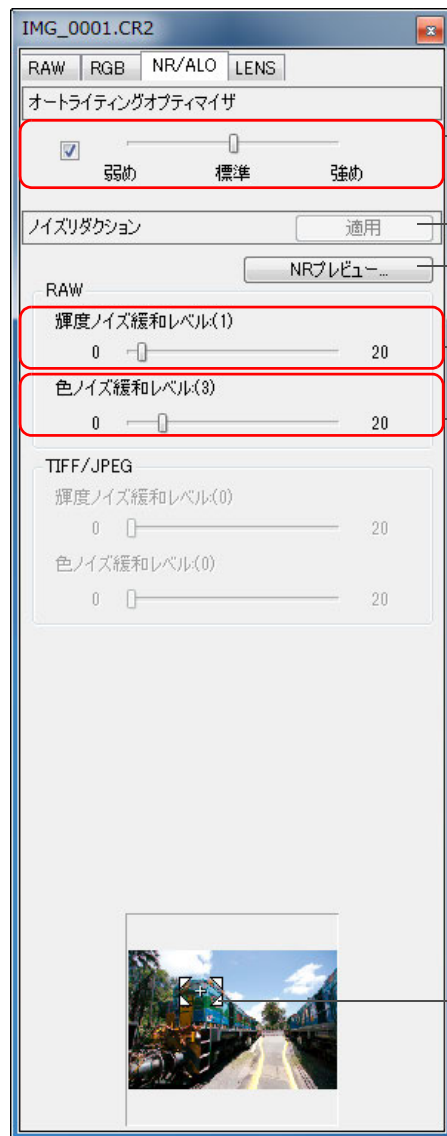 IMG_0001.CR2
RAW RGB NR/ALO LENS
オートライティングオプティマイザ
弱め 標準 強め
ノイズリダクション 適用
NRプレビュー...
RAW
輝度ノイズ緩和レベル:(1)
0 20
色ノイズ緩和レベル:(3)
0 20
TIFF/JPEG
輝度ノイズ緩和レベル:(0)
0 20
色ノイズ緩和レベル:(0)
0 20